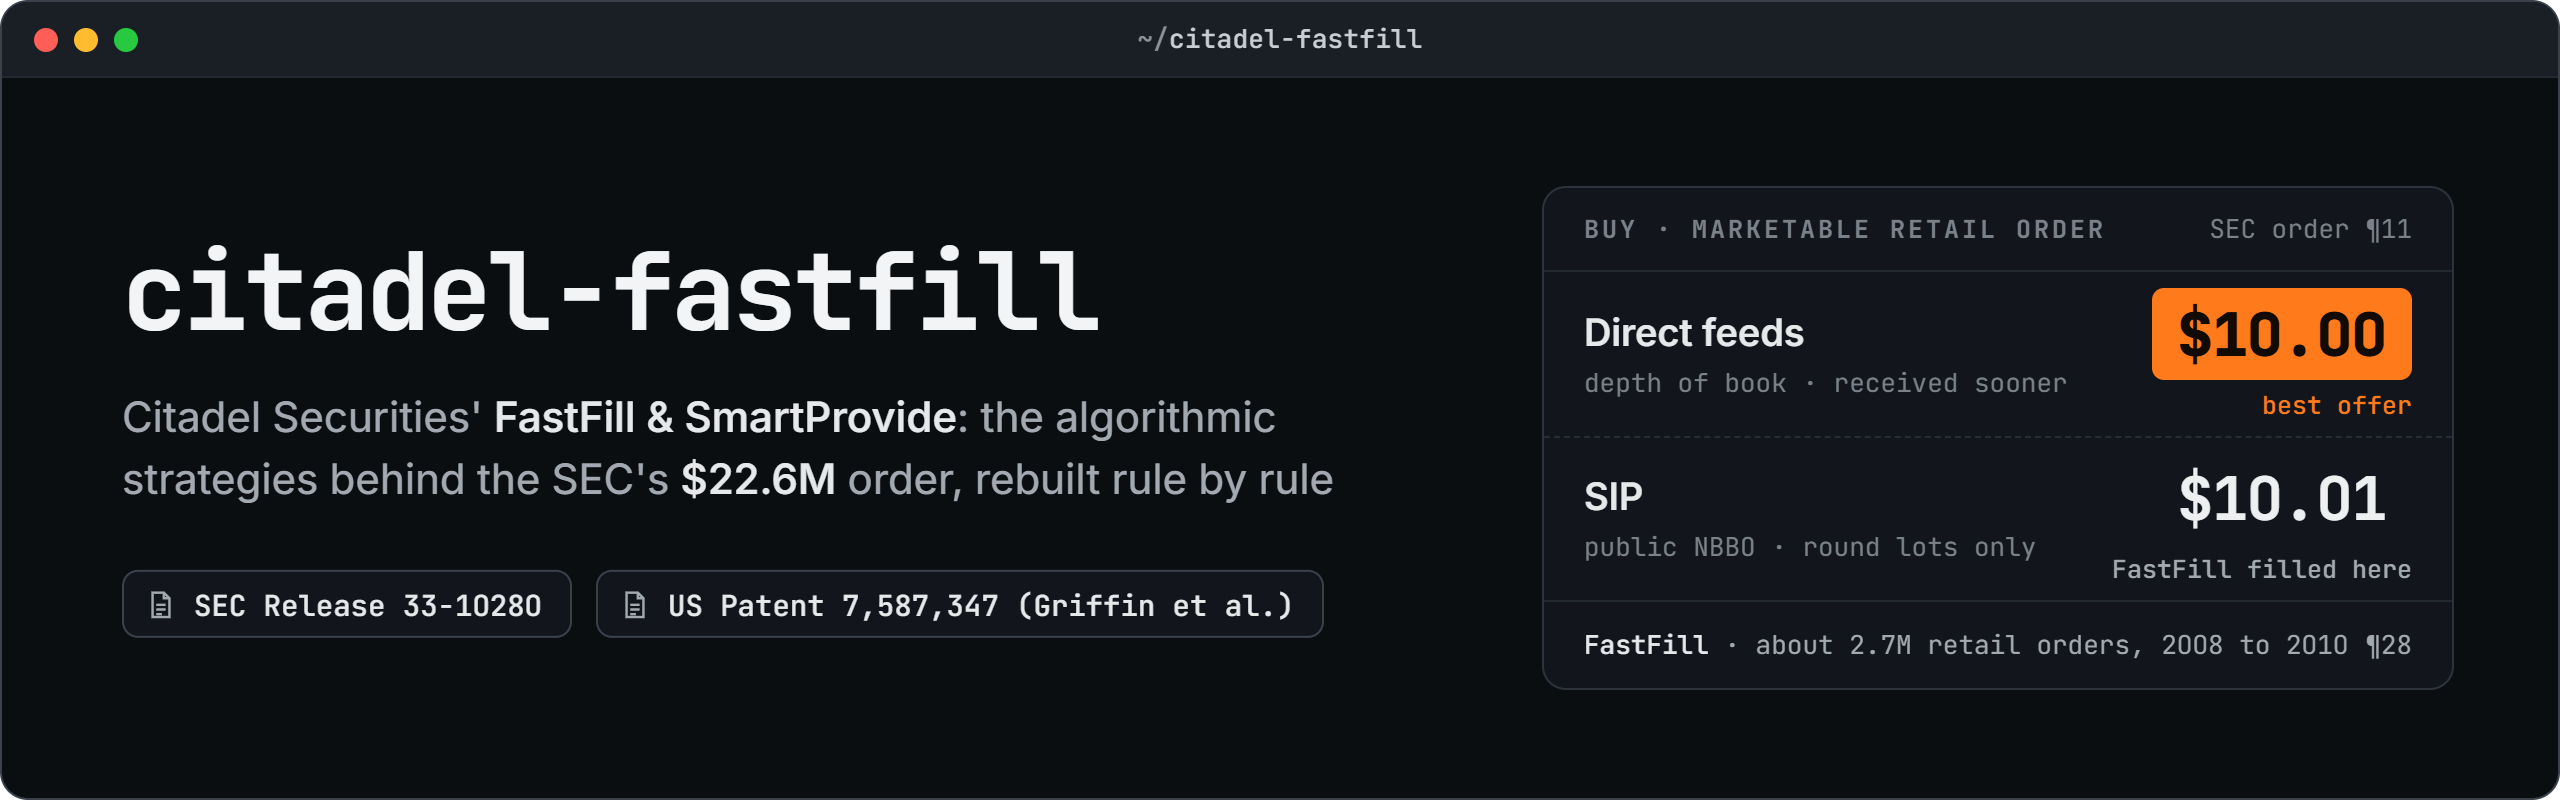 ~/citadel-fastfill
citadel-fastfill
Citadel Securities' FastFill & SmartProvide: the algorithmic
strategies behind the SEC's $22.6M order, rebuilt rule by rule
SEC Release 33-10280
US Patent 7,587,347 (Griffin et al.)
BUY · MARKETABLE RETAIL ORDER
SEC order ¶11
Direct feeds
$10.00
depth of book · received sooner
best offer
SIP
$10.01
public NBBO · round lots only
FastFill filled here
FastFill · about 2.7M retail orders, 2008 to 2010 ¶28